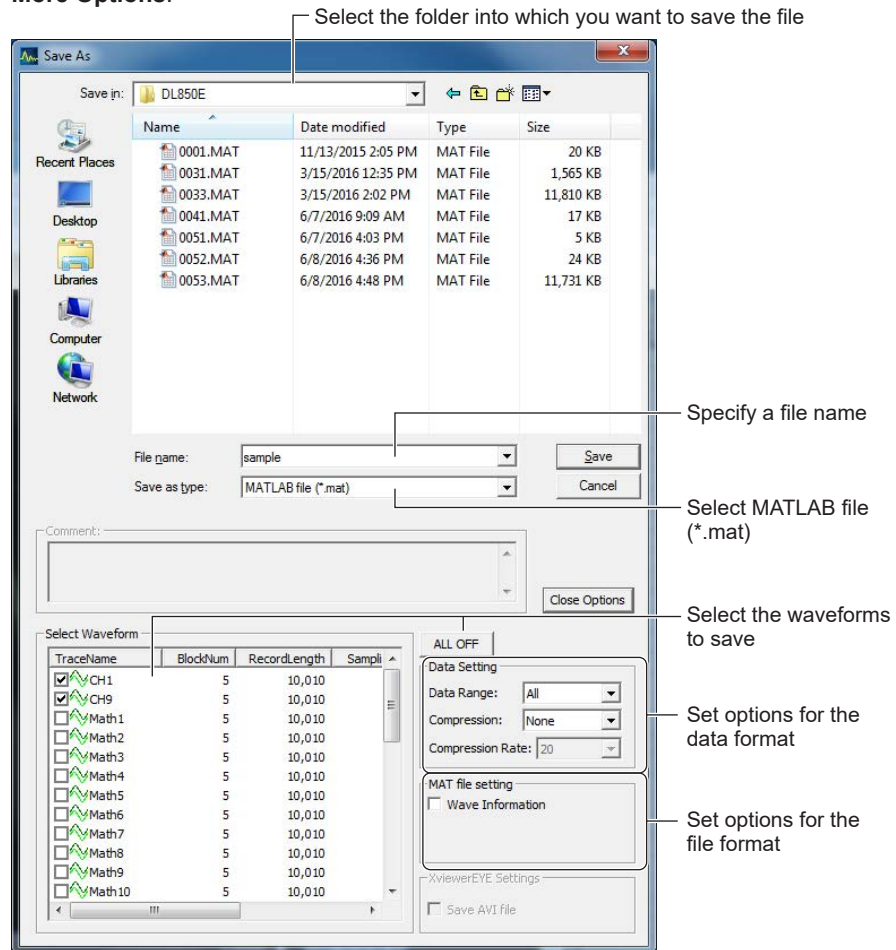 More Options.
Select the folder into which you want to save the file
Save As
Save in: DL850E
Name Date modified Type Size
0001.MAT 11/13/2015 2:05 PM MAT File 20 KB
0031.MAT 3/15/2016 12:35 PM MAT File 1,565 KB
0033.MAT 3/15/2016 2:02 PM MAT File 11,810 KB
0041.MAT 6/7/2016 9:09 AM MAT File 17 KB
0051.MAT 6/7/2016 4:03 PM MAT File 5 KB
0052.MAT 6/8/2016 4:36 PM MAT File 24 KB
0053.MAT 6/8/2016 4:48 PM MAT File 11,731 KB
Recent Places
Desktop
Libraries
Computer
Network
Specify a file name
File name: sample Save
Save as type: MATLAB file (*.mat) Cancel
Select MATLAB file
(*.mat)
Comment:
Close Options
Select the waveforms
to save
Select Waveform
ALL OFF
TraceName BlockNum RecordLength Sampli
CH1 5 10,010
CH9 5 10,010
Math1 5 10,010
Math2 5 10,010
Math3 5 10,010
Math4 5 10,010
Math5 5 10,010
Math6 5 10,010
Math7 5 10,010
Math8 5 10,010
Math9 5 10,010
Math10 5 10,010
Data Setting
Data Range: All
Compression: None
Compression Rate: 20
Set options for the
data format
MAT file setting
Wave Information
Set options for the
file format
XviewerEYE Settings
Save AVI file